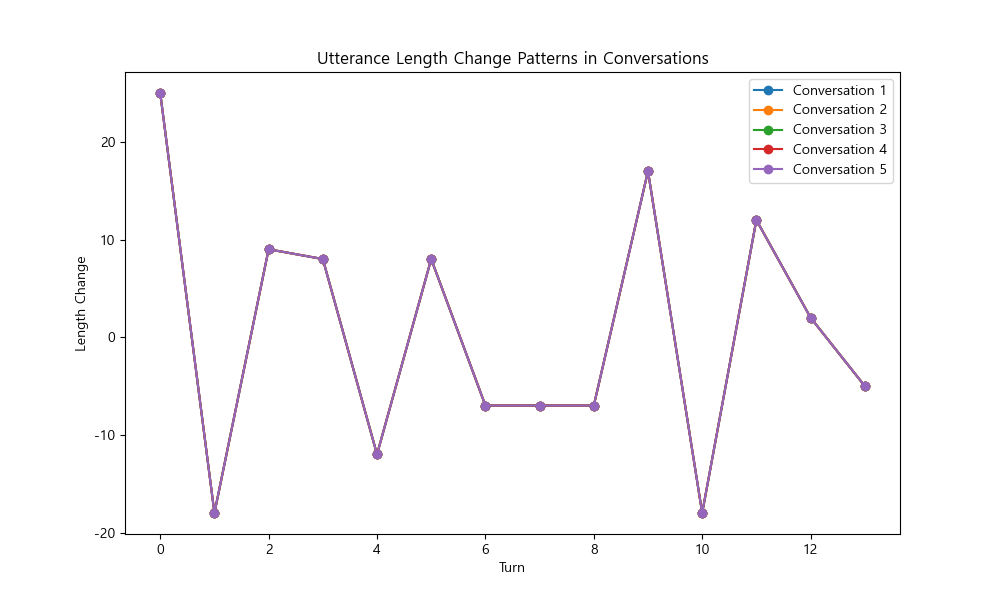 Utterance Length Change Patterns in Conversations
Conversation 1
Conversation 2
Conversation 3
Conversation 4
Conversation 5
Length Change
20
10
0
-10
-20
0 2 4 6 8 10 12
Turn